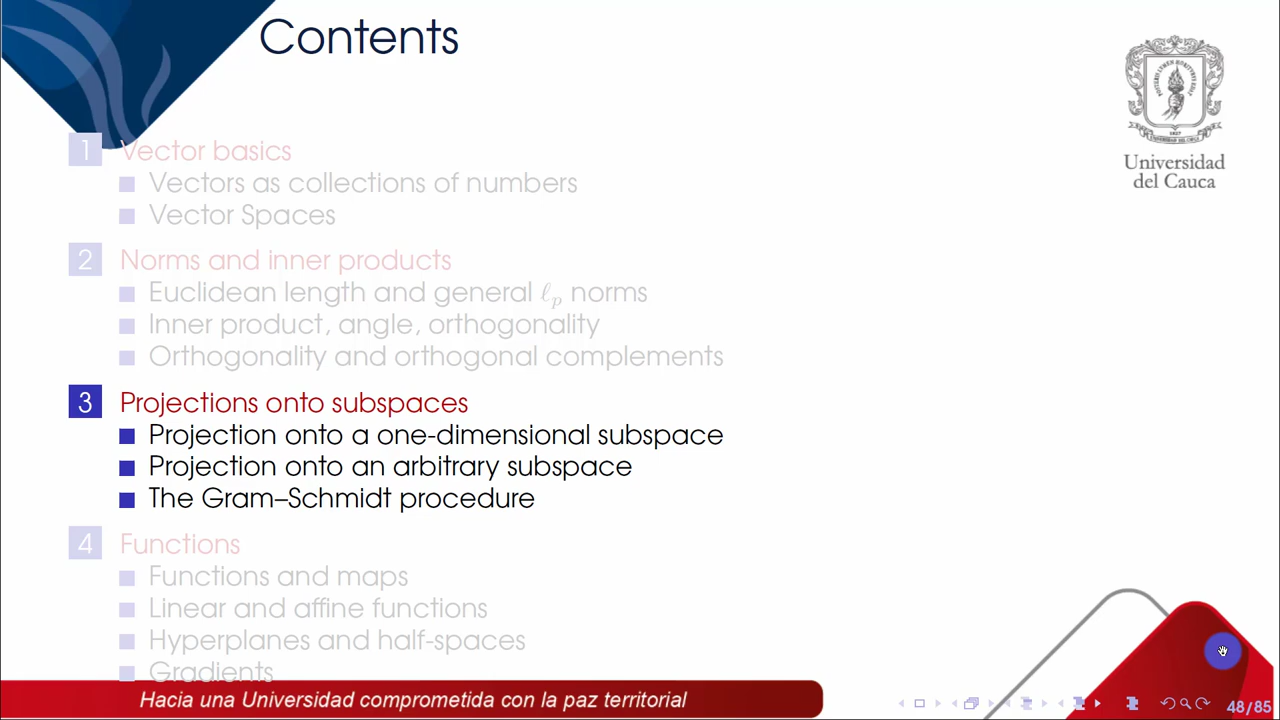 Contents
Universidad
del Cauca
1 Vector basics
Vectors as collections of numbers
Vector Spaces
2 Norms and inner products
Euclidean length and general ℓp norms
Inner product, angle, orthogonality
Orthogonality and orthogonal complements
3 Projections onto subspaces
Projection onto a one-dimensional subspace
Projection onto an arbitrary subspace
The Gram–Schmidt procedure
4 Functions
Functions and maps
Linear and affine functions
Hyperplanes and half-spaces
Gradients
Hacia una Universidad comprometida con la paz territorial
48/85